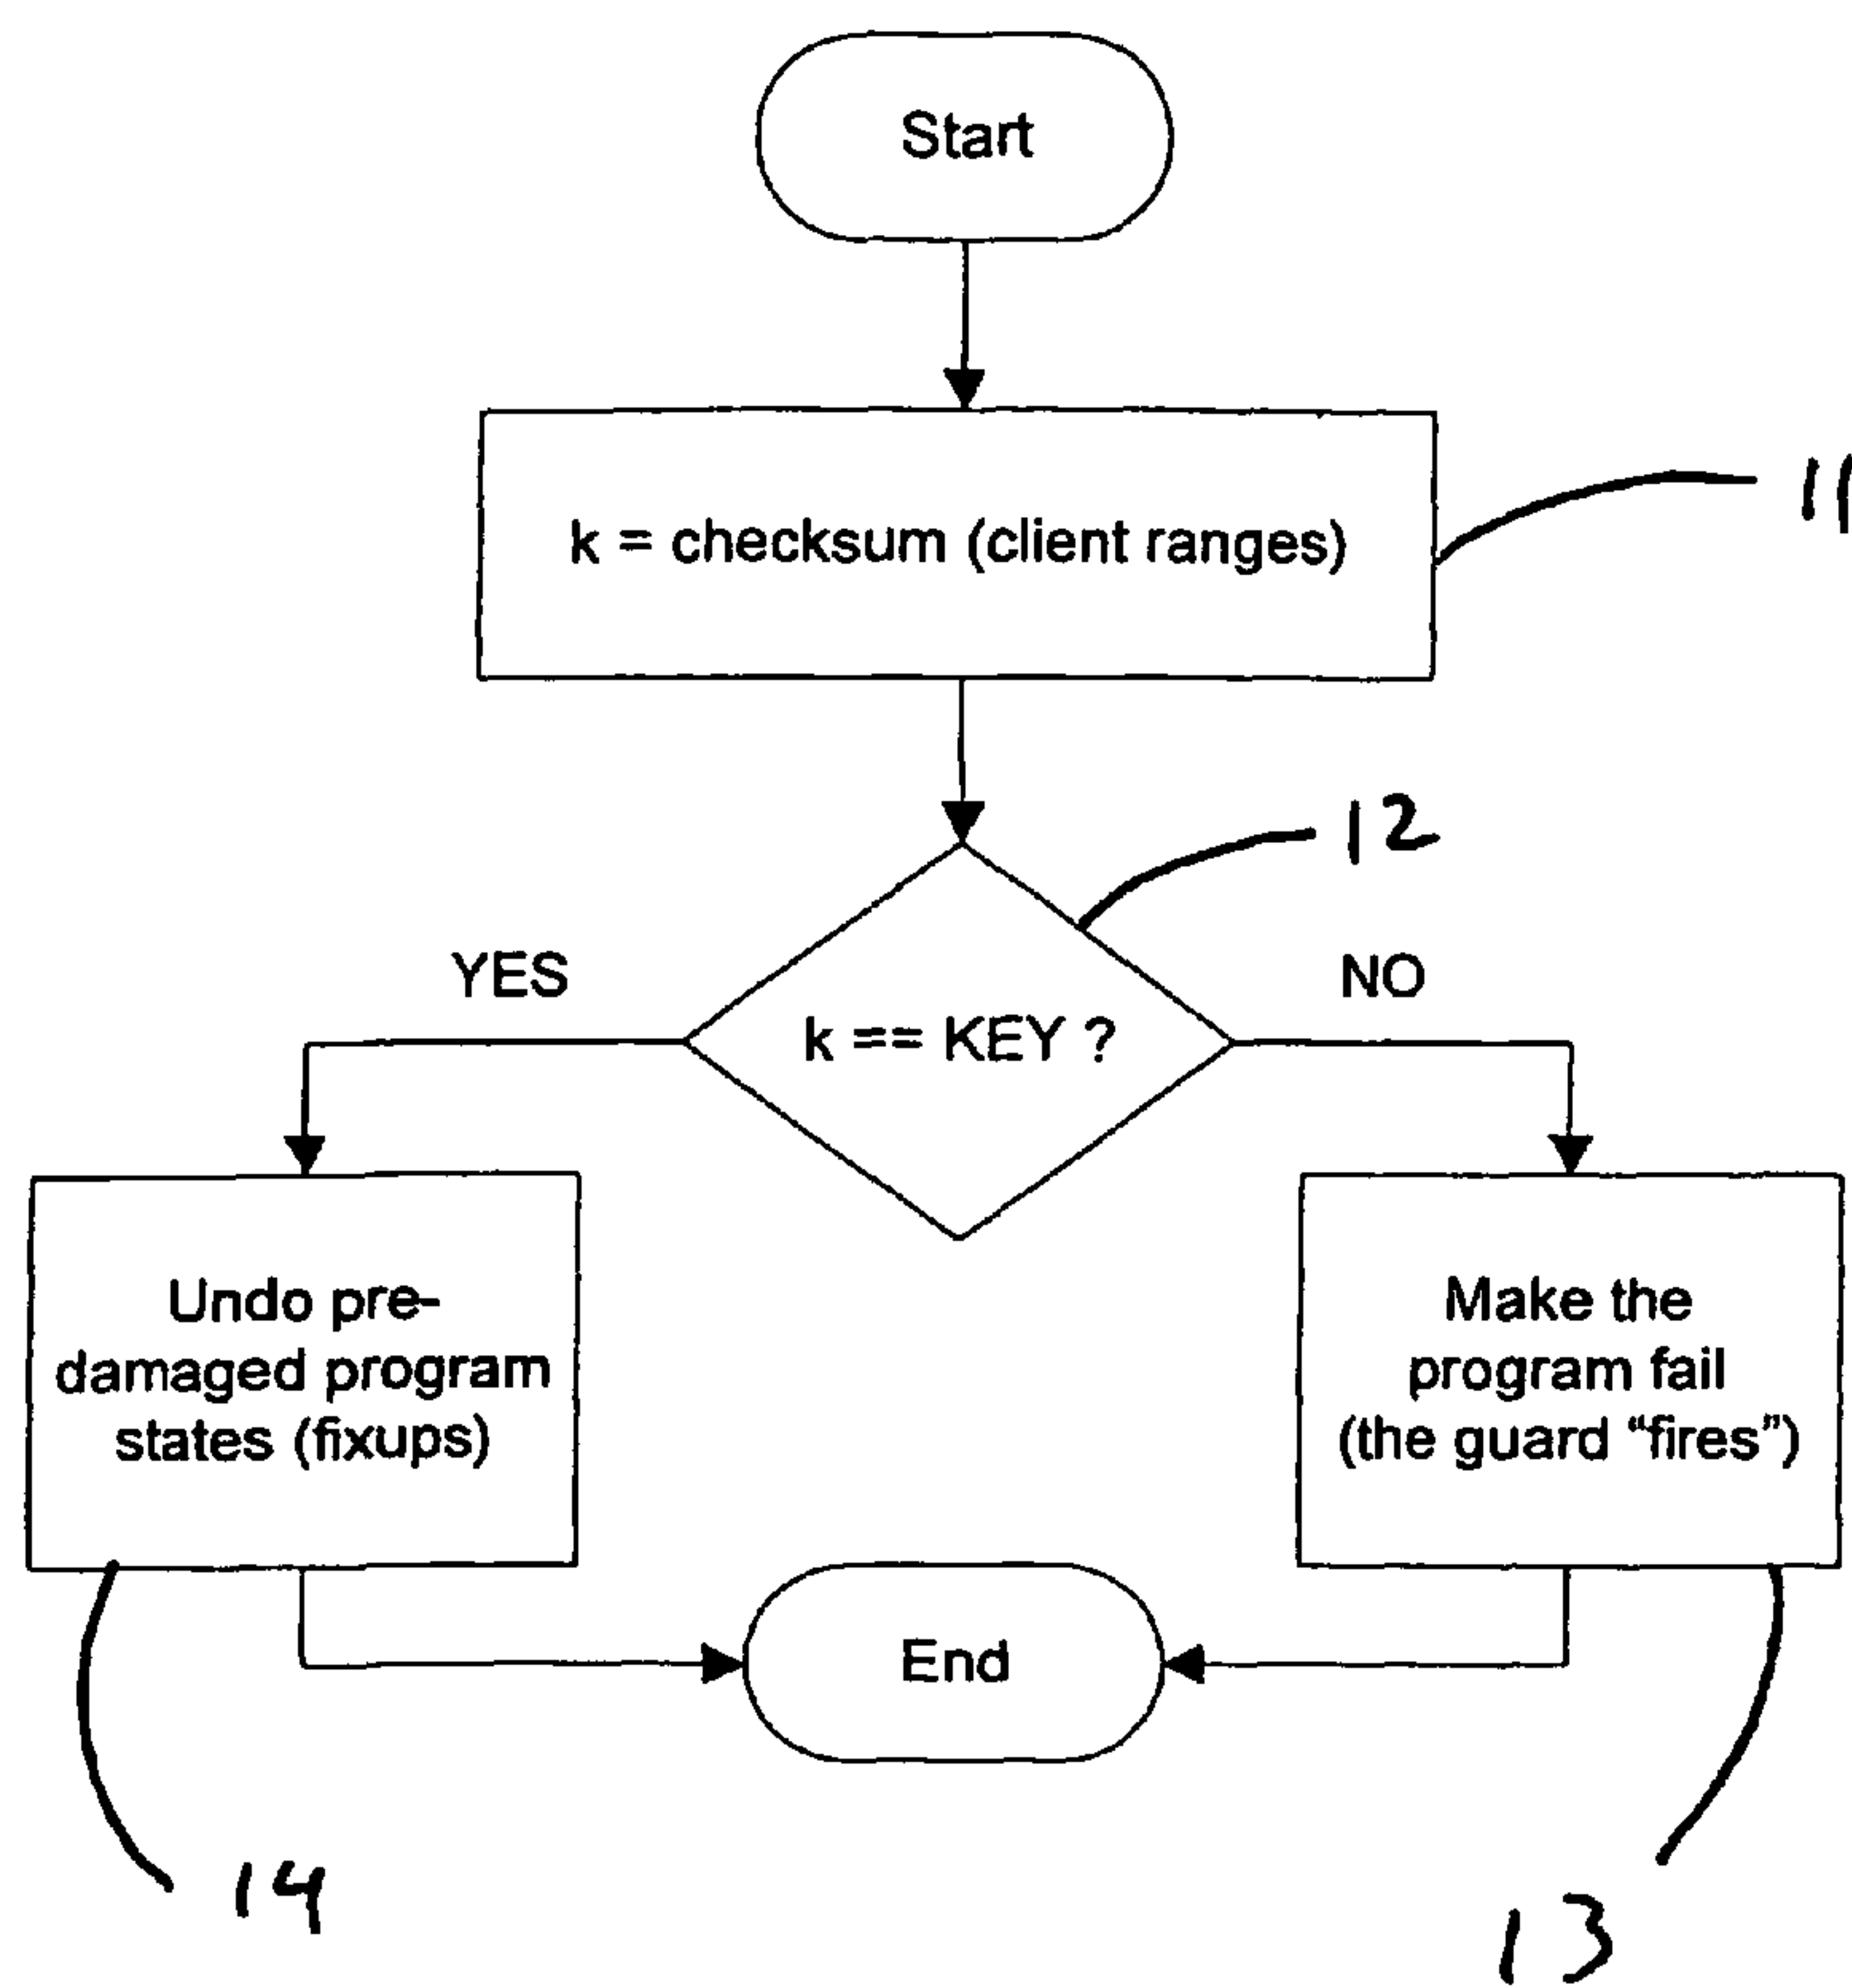 Start
k = checksum (client ranges)
11
12
YES
NO
k == KEY ?
Undo pre-
damaged program
states (fixups)
Make the
program fail
(the guard “fires”)
End
14
13